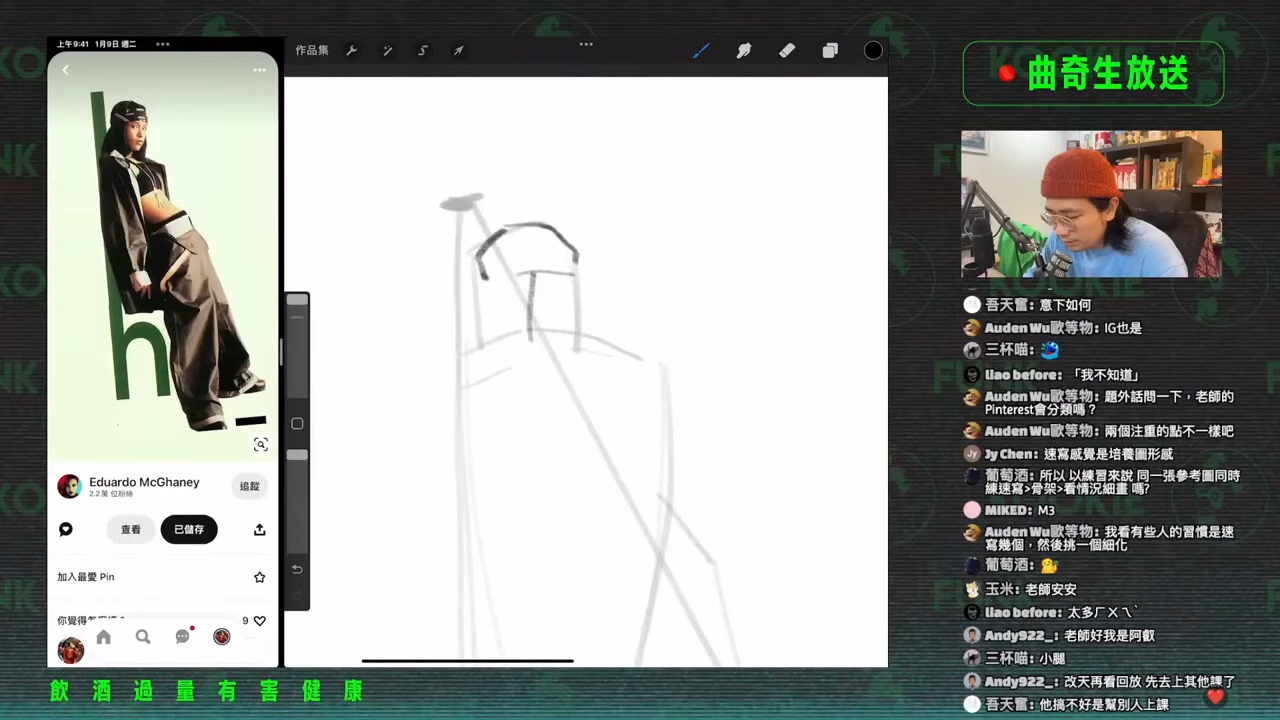 上午9:41 1月9日 週二
作品集
曲奇生放送
h
Eduardo McGhaney
2.2 萬 位粉絲
追蹤
查看
已儲存
加入最愛 Pin
9
飲酒過量有害健康
吾天奮: 意下如何
Auden Wu歐等物: IG也是
三杯喵:
liao before: 「我不知道」
Auden Wu歐等物: 題外話問一下，老師的
Pinterest會分類嗎？
Auden Wu歐等物: 兩個注重的點不一樣吧
Jy Jy Chen: 速寫感覺是培養圖形感
葡萄酒: 所以 以練習來說 同一張參考圖同時
練速寫>骨架>看情況細畫 嗎?
MIKED: M3
Auden Wu歐等物: 我看有些人的習慣是速
寫幾個，然後挑一個細化
葡萄酒:
玉米: 老師安安
liao before: 太多ㄏㄨㄟˋ
Andy922_: 老師好我是阿叡
三杯喵: 小腿
Andy922_: 改天再看回放 先去上其他課了
吾天奮: 他搞不好是幫別人上課